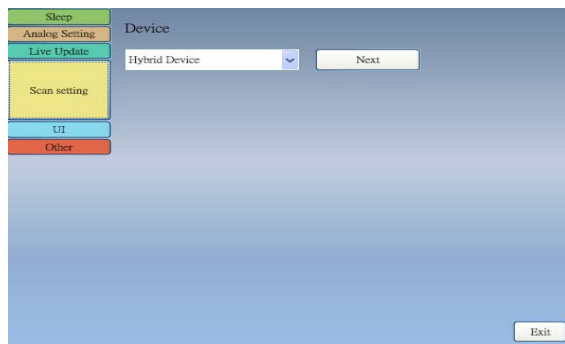 Sleep
Analog Setting
Live Update
Scan setting
UI
Other
Device
Hybrid Device
Next
Exit